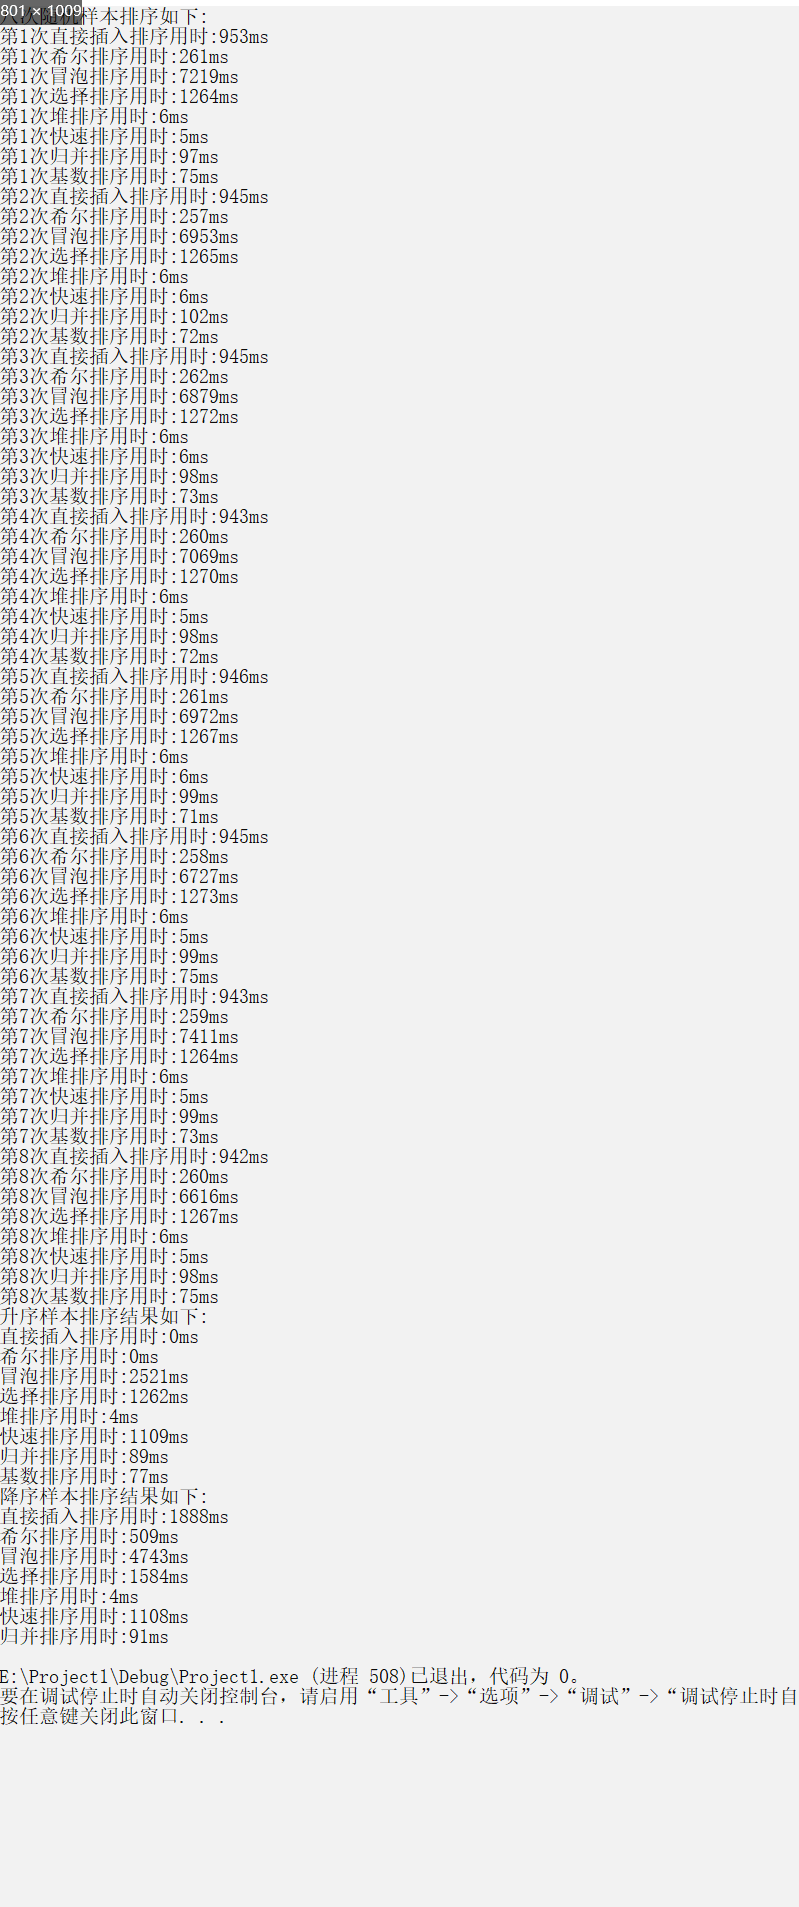 801 × 1009
样本排序如下:
第1次直接插入排序用时:953ms
第1次希尔排序用时:261ms
第1次冒泡排序用时:7219ms
第1次选择排序用时:1264ms
第1次堆排序用时:6ms
第1次快速排序用时:5ms
第1次归并排序用时:97ms
第1次基数排序用时:75ms
第2次直接插入排序用时:945ms
第2次希尔排序用时:257ms
第2次冒泡排序用时:6953ms
第2次选择排序用时:1265ms
第2次堆排序用时:6ms
第2次快速排序用时:6ms
第2次归并排序用时:102ms
第2次基数排序用时:72ms
第3次直接插入排序用时:945ms
第3次希尔排序用时:262ms
第3次冒泡排序用时:6879ms
第3次选择排序用时:1272ms
第3次堆排序用时:6ms
第3次快速排序用时:6ms
第3次归并排序用时:98ms
第3次基数排序用时:73ms
第4次直接插入排序用时:943ms
第4次希尔排序用时:260ms
第4次冒泡排序用时:7069ms
第4次选择排序用时:1270ms
第4次堆排序用时:6ms
第4次快速排序用时:5ms
第4次归并排序用时:98ms
第4次基数排序用时:72ms
第5次直接插入排序用时:946ms
第5次希尔排序用时:261ms
第5次冒泡排序用时:6972ms
第5次选择排序用时:1267ms
第5次堆排序用时:6ms
第5次快速排序用时:6ms
第5次归并排序用时:99ms
第5次基数排序用时:71ms
第6次直接插入排序用时:945ms
第6次希尔排序用时:258ms
第6次冒泡排序用时:6727ms
第6次选择排序用时:1273ms
第6次堆排序用时:6ms
第6次快速排序用时:5ms
第6次归并排序用时:99ms
第6次基数排序用时:75ms
第7次直接插入排序用时:943ms
第7次希尔排序用时:259ms
第7次冒泡排序用时:7411ms
第7次选择排序用时:1264ms
第7次堆排序用时:6ms
第7次快速排序用时:5ms
第7次归并排序用时:99ms
第7次基数排序用时:73ms
第8次直接插入排序用时:942ms
第8次希尔排序用时:260ms
第8次冒泡排序用时:6616ms
第8次选择排序用时:1267ms
第8次堆排序用时:6ms
第8次快速排序用时:5ms
第8次归并排序用时:98ms
第8次基数排序用时:75ms
升序样本排序结果如下:
直接插入排序用时:0ms
希尔排序用时:0ms
冒泡排序用时:2521ms
选择排序用时:1262ms
堆排序用时:4ms
快速排序用时:1109ms
归并排序用时:89ms
基数排序用时:77ms
降序样本排序结果如下:
直接插入排序用时:1888ms
希尔排序用时:509ms
冒泡排序用时:4743ms
选择排序用时:1584ms
堆排序用时:4ms
快速排序用时:1108ms
归并排序用时:91ms
E:\Project1\Debug\Project1.exe (进程 508)已退出，代码为 0。
要在调试停止时自动关闭控制台，请启用“工具”->“选项”->“调试”->“调试停止时自
按任意键关闭此窗口. . .